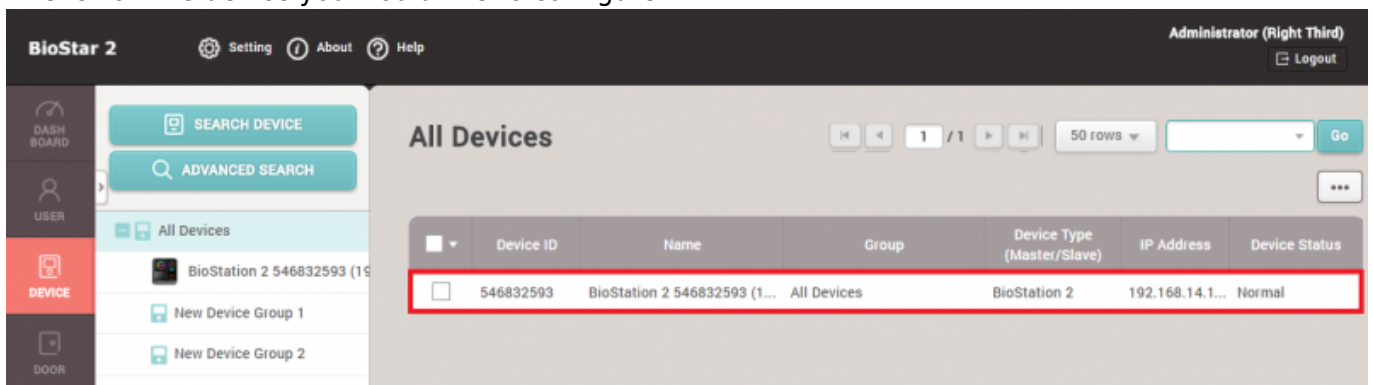 BioStar 2 Setting About Help
Administrator (Right Third)
Logout
DASH
BOARD
USER
DEVICE
DOOR
SEARCH DEVICE
ADVANCED SEARCH
All Devices
BioStation 2 546832593 (19
New Device Group 1
New Device Group 2
All Devices
1 / 1 50 rows Go
...
Device ID Name Group Device Type (Master/Slave) IP Address Device Status
546832593 BioStation 2 546832593 (1... All Devices BioStation 2 192.168.14.1... Normal